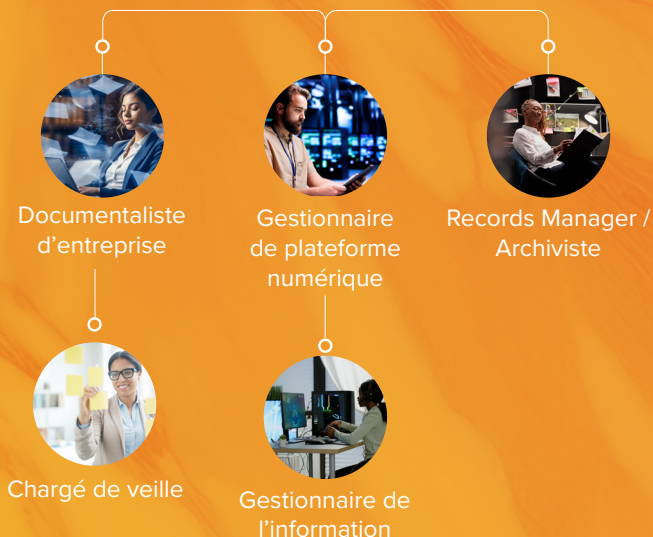 Documentaliste
d'entreprise
Gestionnaire
de plateforme
numérique
Records Manager /
Archiviste
Chargé de veille
Gestionnaire de
l'information